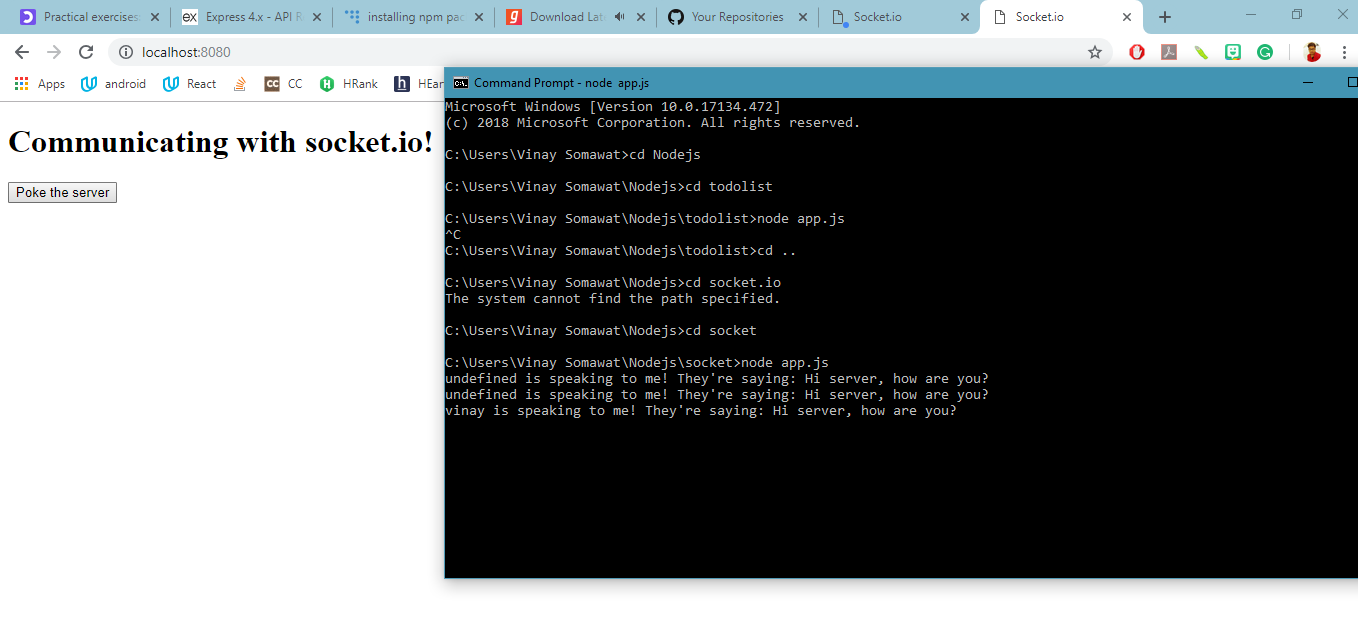 Practical exercises
Express 4.x - API R
installing npm pac
Download Lat
Your Repositories
Socket.io
Socket.io
localhost:8080
Apps
android
React
CC
HRank
HEar
Communicating with socket.io!
Poke the server
Command Prompt - node app.js
Microsoft Windows [Version 10.0.17134.472]
(c) 2018 Microsoft Corporation. All rights reserved.
C:\Users\Vinay Somawat>cd Nodejs
C:\Users\Vinay Somawat\Nodejs>cd todolist
C:\Users\Vinay Somawat\Nodejs\todolist>node app.js
^C
C:\Users\Vinay Somawat\Nodejs\todolist>cd ..
C:\Users\Vinay Somawat\Nodejs>cd socket.io
The system cannot find the path specified.
C:\Users\Vinay Somawat\Nodejs>cd socket
C:\Users\Vinay Somawat\Nodejs\socket>node app.js
undefined is speaking to me! They're saying: Hi server, how are you?
undefined is speaking to me! They're saying: Hi server, how are you?
vinay is speaking to me! They're saying: Hi server, how are you?